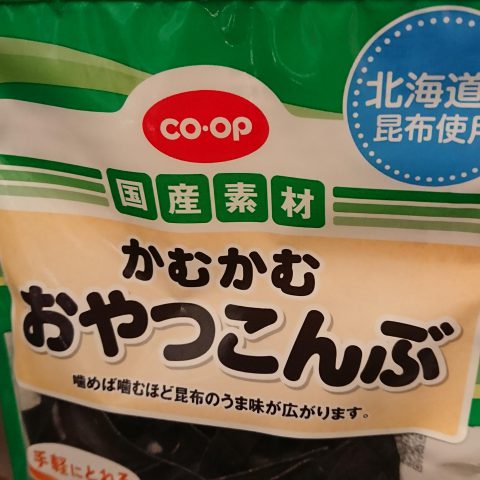 北海道
昆布使用
CO·OP
国産素材
かむかむ
おやつこんぶ
噛めば噛むほど昆布のうま味が広がります。
手軽にとれる